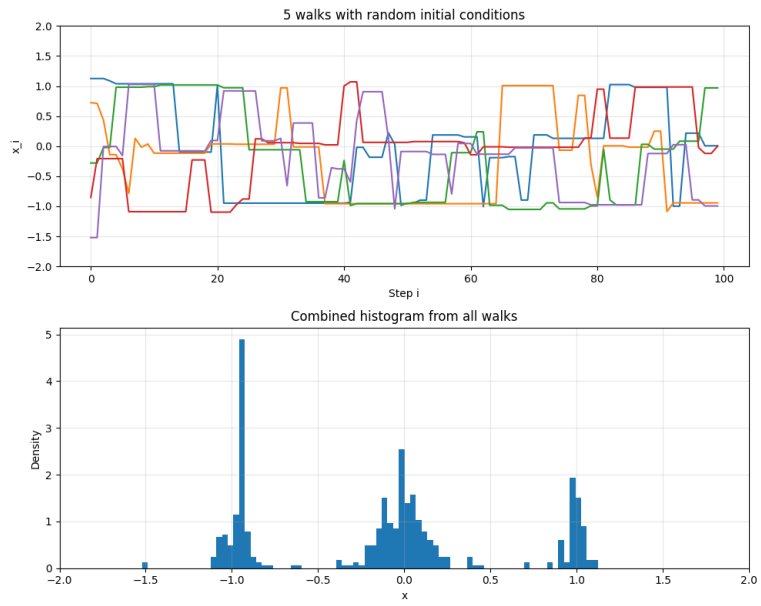 5 walks with random initial conditions
2.0
1.5
1.0
0.5
0.0
−0.5
−1.0
−1.5
−2.0
x_i
0 20 40 60 80 100
Step i
Combined histogram from all walks
5
4
3
2
1
0
Density
−2.0 −1.5 −1.0 −0.5 0.0 0.5 1.0 1.5 2.0
x